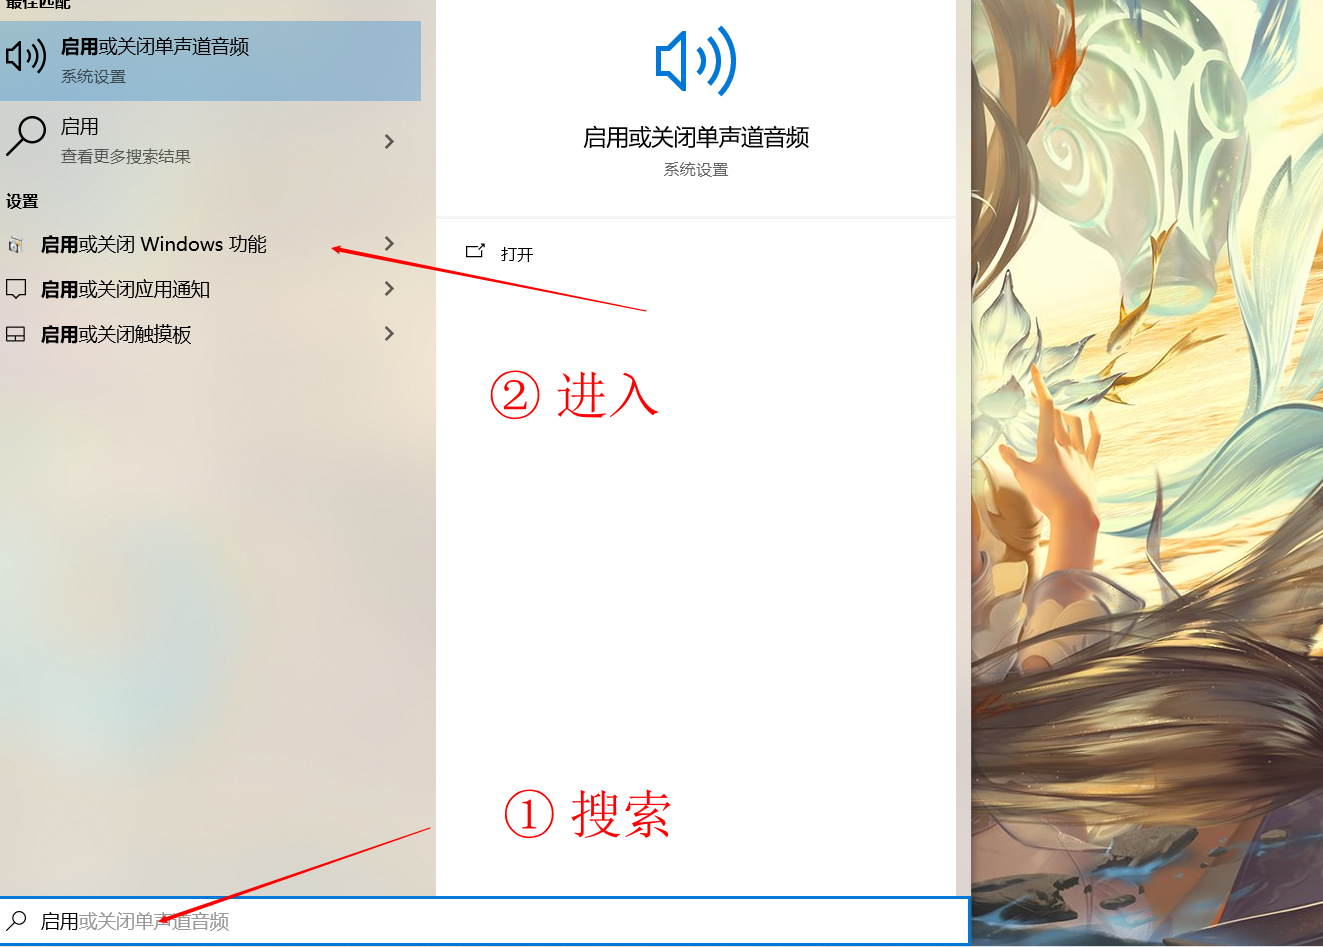 最佳匹配
启用或关闭单声道音频
系统设置
启用
查看更多搜索结果
设置
启用或关闭 Windows 功能
启用或关闭应用通知
启用或关闭触摸板
启用或关闭单声道音频
系统设置
打开
② 进入
① 搜索
启用或关闭单声道音频